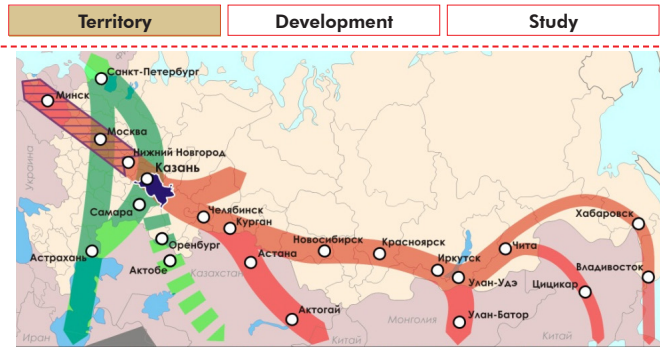 Territory
Development
Study
Санкт-Петербург
Минск
Москва
Нижний Новгород
Казань
Украина
Самара
Челябинск
Курган
Хабаровск
Оренбург
Новосибирск
Красноярск
Чита
Астрахань
Астана
Иркутск
Владивосток
Актобе
Казахстан
Улан-Удэ
Цицикар
Актогай
Монголия
Улан-Батор
Иран
Китай
Китай